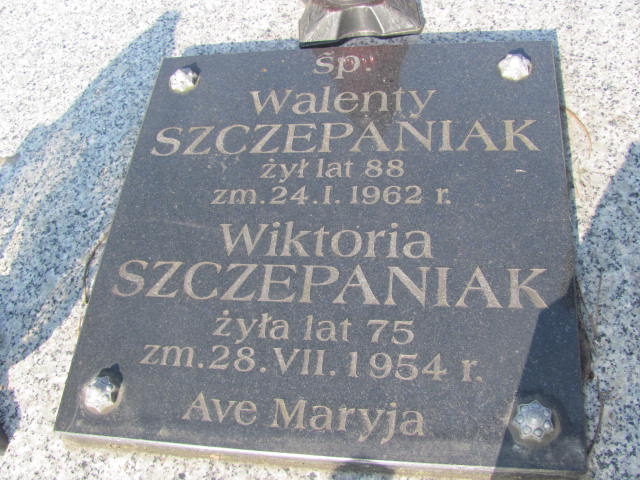 śp.
Walenty
SZCZEPANIAK
żył lat 88
zm.24.I.1962 r.
Wiktoria
SZCZEPANIAK
żyła lat 75
zm.28.VII.1954 r.
Ave Maryja